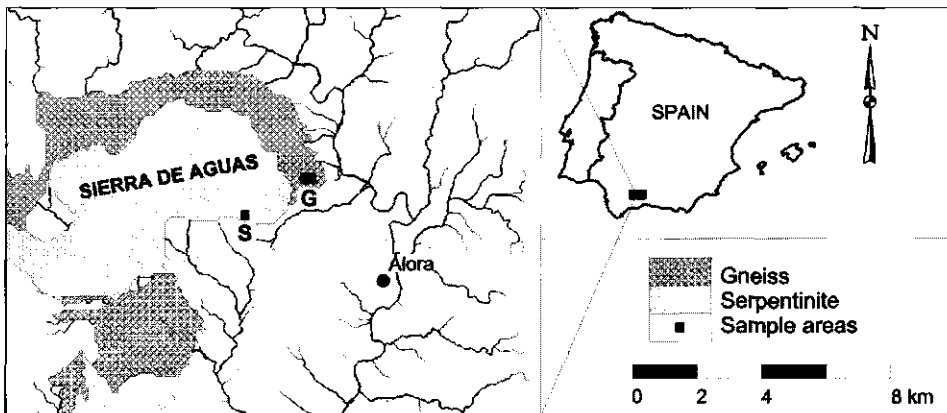 SIERRA DE AGUAS
G
S
Álora
SPAIN
N
Gneiss
Serpentinite
Sample areas
0 2 4 8 km